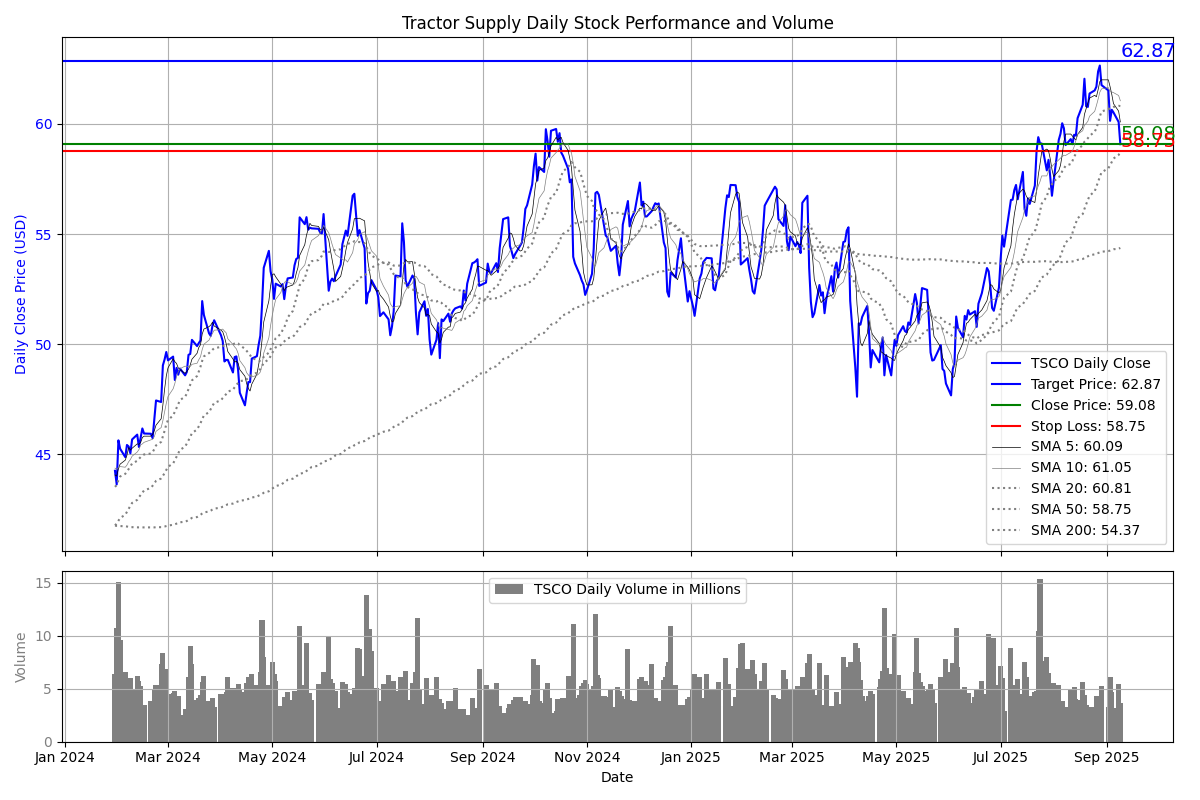 Tractor Supply Daily Stock Performance and Volume
62.87
60
59.08
58.75
55
50
45
Daily Close Price (USD)
TSCO Daily Close
Target Price: 62.87
Close Price: 59.08
Stop Loss: 58.75
SMA 5: 60.09
SMA 10: 61.05
SMA 20: 60.81
SMA 50: 58.75
SMA 200: 54.37
15
10
5
0
Volume
TSCO Daily Volume in Millions
Jan 2024 Mar 2024 May 2024 Jul 2024 Sep 2024 Nov 2024 Jan 2025 Mar 2025 May 2025 Jul 2025 Sep 2025
Date